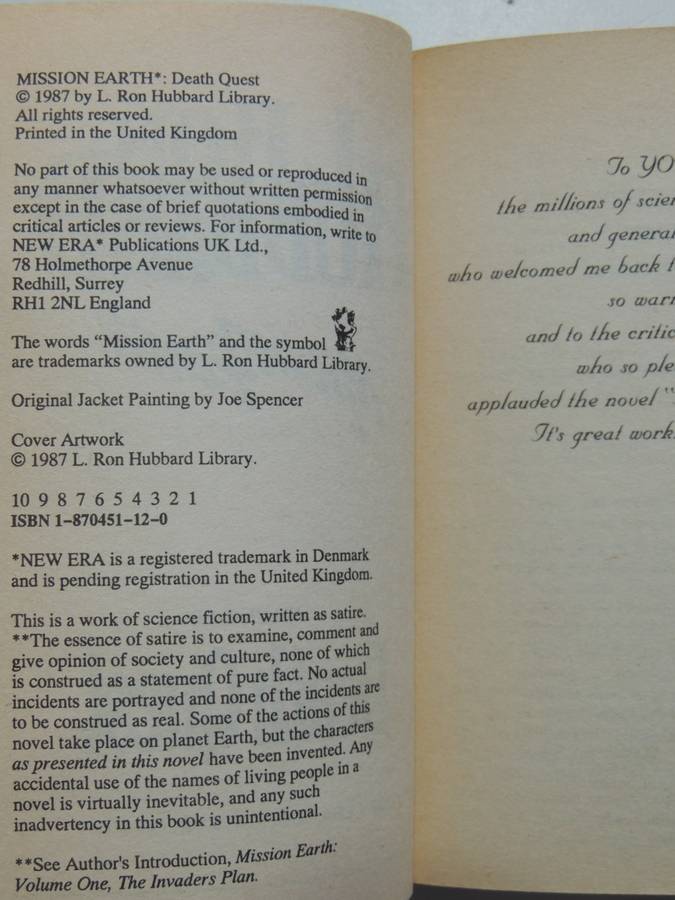 MISSION EARTH*: Death Quest
© 1987 by L. Ron Hubbard Library.
All rights reserved.
Printed in the United Kingdom
No part of this book may be used or reproduced in
any manner whatsoever without written permission
except in the case of brief quotations embodied in
critical articles or reviews. For information, write to
NEW ERA* Publications UK Ltd.,
78 Holmethorpe Avenue
Redhill, Surrey
RH1 2NL England
The words “Mission Earth” and the symbol
are trademarks owned by L. Ron Hubbard Library.
Original Jacket Painting by Joe Spencer
Cover Artwork
© 1987 L. Ron Hubbard Library.
10 9 8 7 6 5 4 3 2 1
ISBN 1–870451–12–0
*NEW ERA is a registered trademark in Denmark
and is pending registration in the United Kingdom.
This is a work of science fiction, written as satire.
**The essence of satire is to examine, comment and
give opinion of society and culture, none of which
is construed as a statement of pure fact. No actual
incidents are portrayed and none of the incidents are
to be construed as real. Some of the actions of this
novel take place on planet Earth, but the characters
as presented in this novel have been invented. Any
accidental use of the names of living people in a
novel is virtually inevitable, and any such
inadvertency in this book is unintentional.
**See Author's Introduction, Mission Earth:
Volume One, The Invaders Plan.
To YO
the millions of scien
and general
who welcomed me back t
so warm
and to the critic
who so ple
applauded the novel "
It's great work